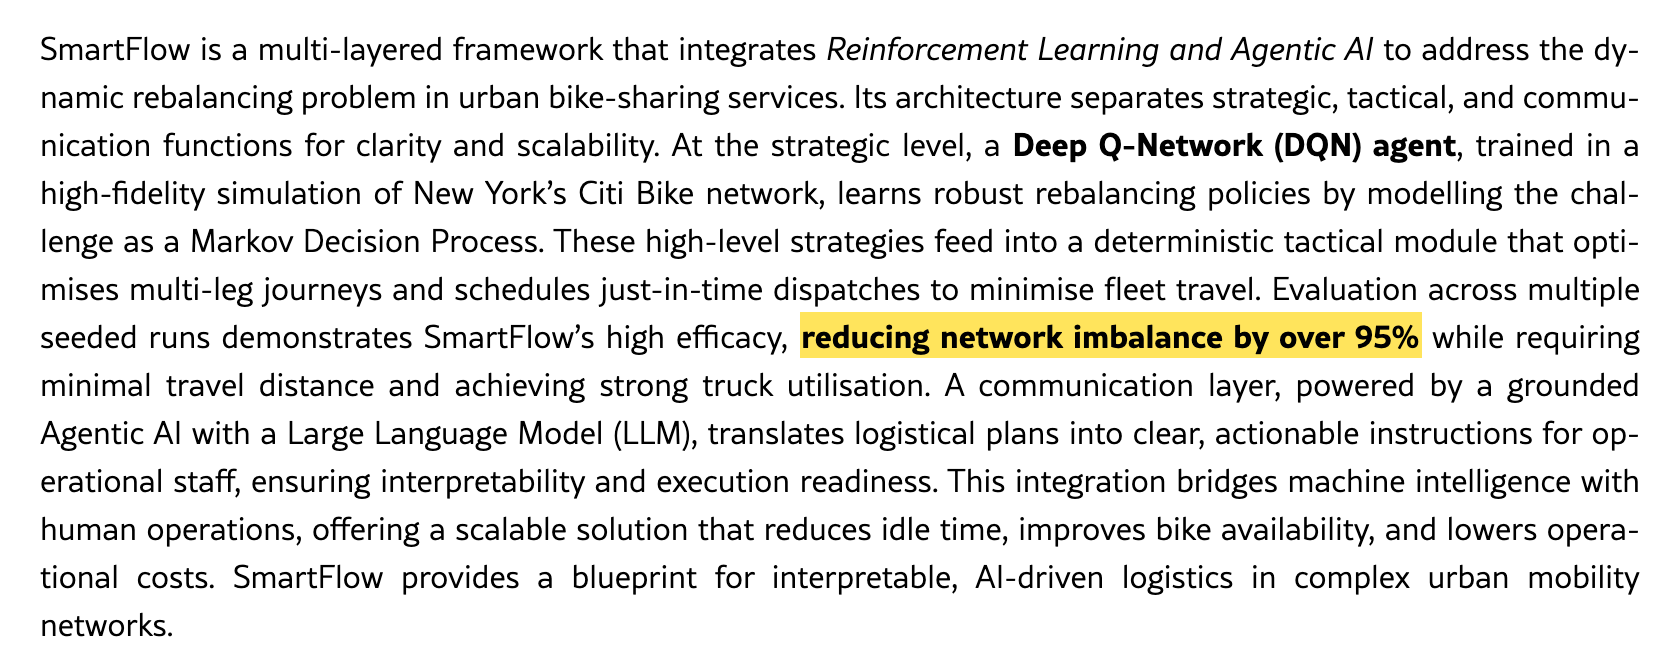 SmartFlow is a multi-layered framework that integrates Reinforcement Learning and Agentic AI to address the dy-
namic rebalancing problem in urban bike-sharing services. Its architecture separates strategic, tactical, and commu-
nication functions for clarity and scalability. At the strategic level, a Deep Q-Network (DQN) agent, trained in a
high-fidelity simulation of New York’s Citi Bike network, learns robust rebalancing policies by modelling the chal-
lenge as a Markov Decision Process. These high-level strategies feed into a deterministic tactical module that opti-
mises multi-leg journeys and schedules just-in-time dispatches to minimise fleet travel. Evaluation across multiple
seeded runs demonstrates SmartFlow’s high efficacy, reducing network imbalance by over 95% while requiring
minimal travel distance and achieving strong truck utilisation. A communication layer, powered by a grounded
Agentic AI with a Large Language Model (LLM), translates logistical plans into clear, actionable instructions for op-
erational staff, ensuring interpretability and execution readiness. This integration bridges machine intelligence with
human operations, offering a scalable solution that reduces idle time, improves bike availability, and lowers opera-
tional costs. SmartFlow provides a blueprint for interpretable, AI-driven logistics in complex urban mobility
networks.